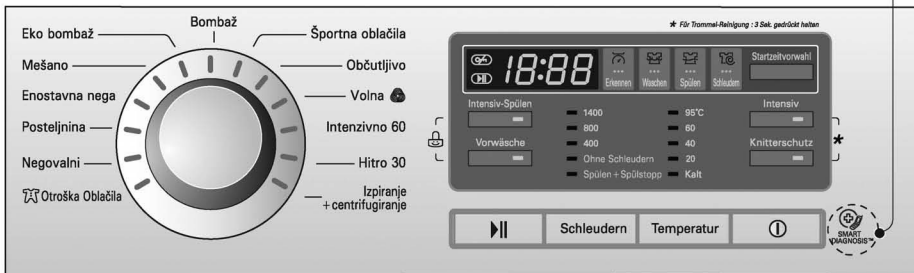 Bombaž
Eko bombaž
Mešano
Enostavna nega
Posteljnina
Negovalni
Otroška Oblačila
Športna oblačila
Občutljivo
Volna
Intenzivno 60
Hitro 30
Izpiranje
+centrifugiranje
* Für Trommel-Reinigung : 3 Sek. gedrückt halten
18:88
Erkennen
Waschen
Spülen
Schleudern
Startzeitvorwahl
Intensiv-Spülen
Vorwäsche
1400
800
400
Ohne Schleudern
Spülen+Spülstopp
95°C
60
40
20
Kalt
Intensiv
Knitterschutz
*
Schleudern
Temperatur
SMART
DIAGNOSIS™